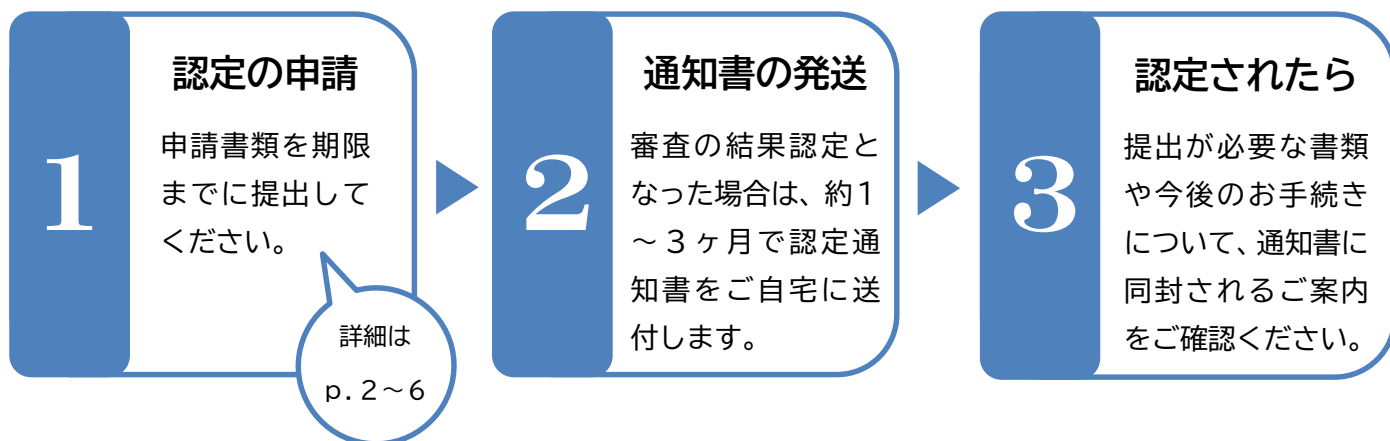 1
認定の申請
申請書類を期限
までに提出して
ください。
詳細は
p.2～6
2
通知書の発送
審査の結果認定と
なった場合は、約1
～3ヶ月で認定通
知書をご自宅に送
付します。
3
認定されたら
提出が必要な書類
や今後のお手続き
について、通知書に
同封されるご案内
をご確認ください。